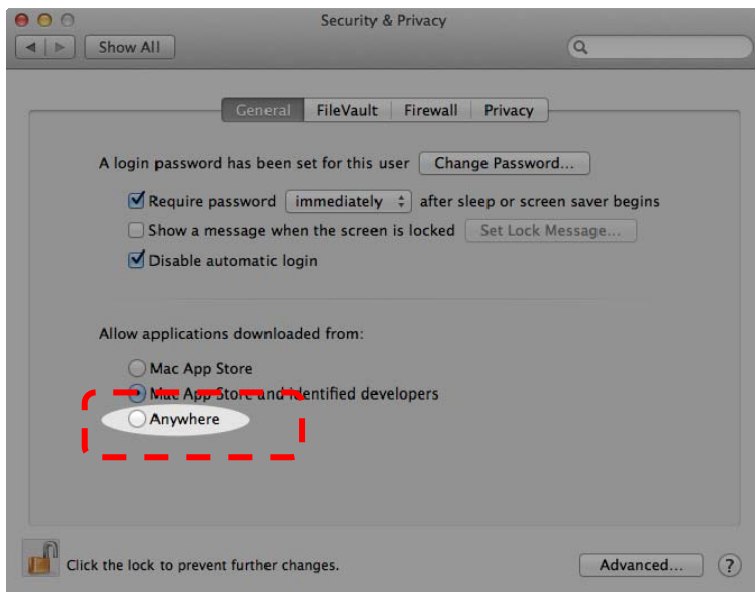 Security & Privacy
Show All
General FileVault Firewall Privacy
A login password has been set for this user Change Password...
Require password immediately after sleep or screen saver begins
Show a message when the screen is locked Set Lock Message...
Disable automatic login
Allow applications downloaded from:
Mac App Store
Mac App Store and identified developers
Anywhere
Click the lock to prevent further changes.
Advanced... ?